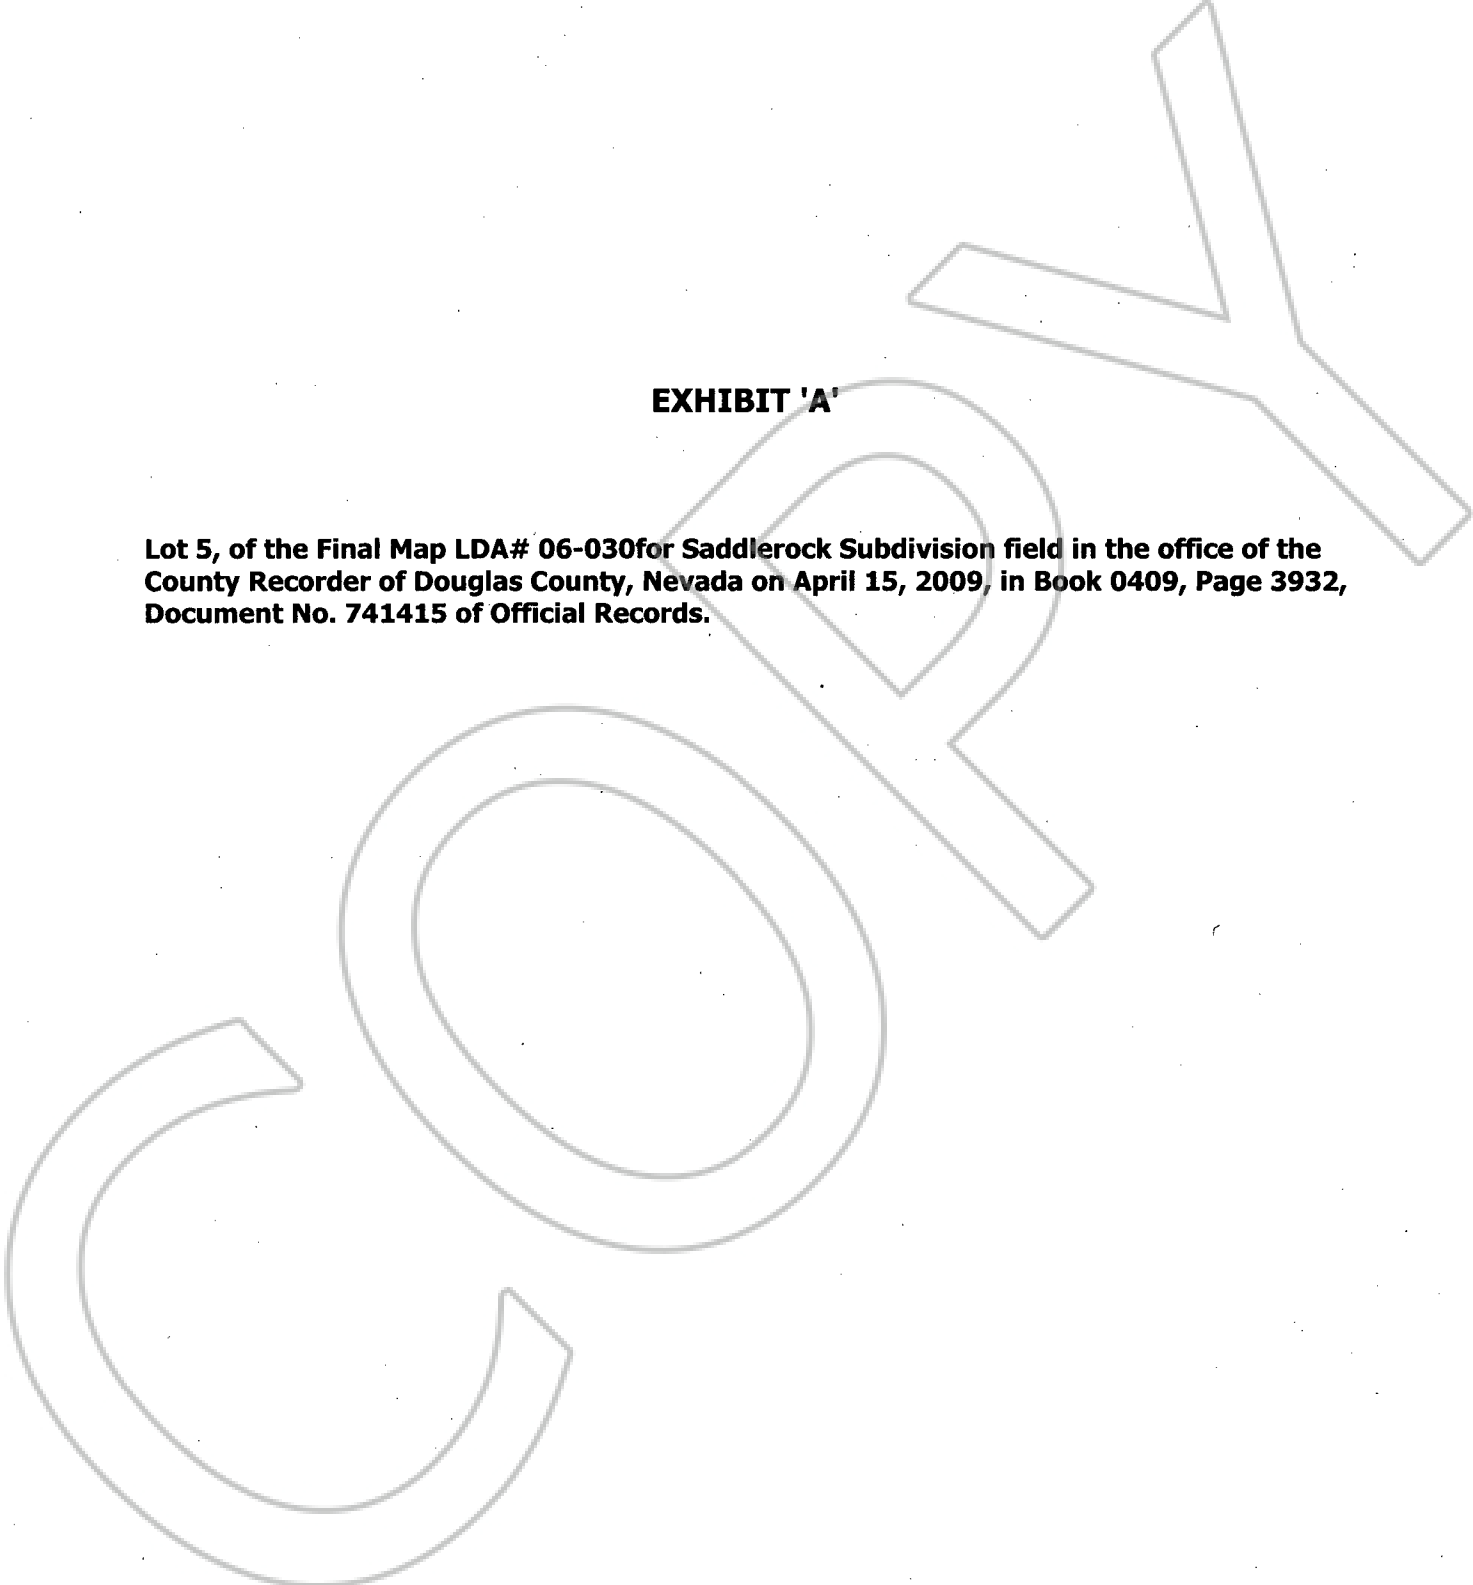 EXHIBIT 'A'
Lot 5, of the Final Map LDA# 06-030for Saddlerock Subdivision field in the office of the
County Recorder of Douglas County, Nevada on April 15, 2009, in Book 0409, Page 3932,
Document No. 741415 of Official Records.
COPY